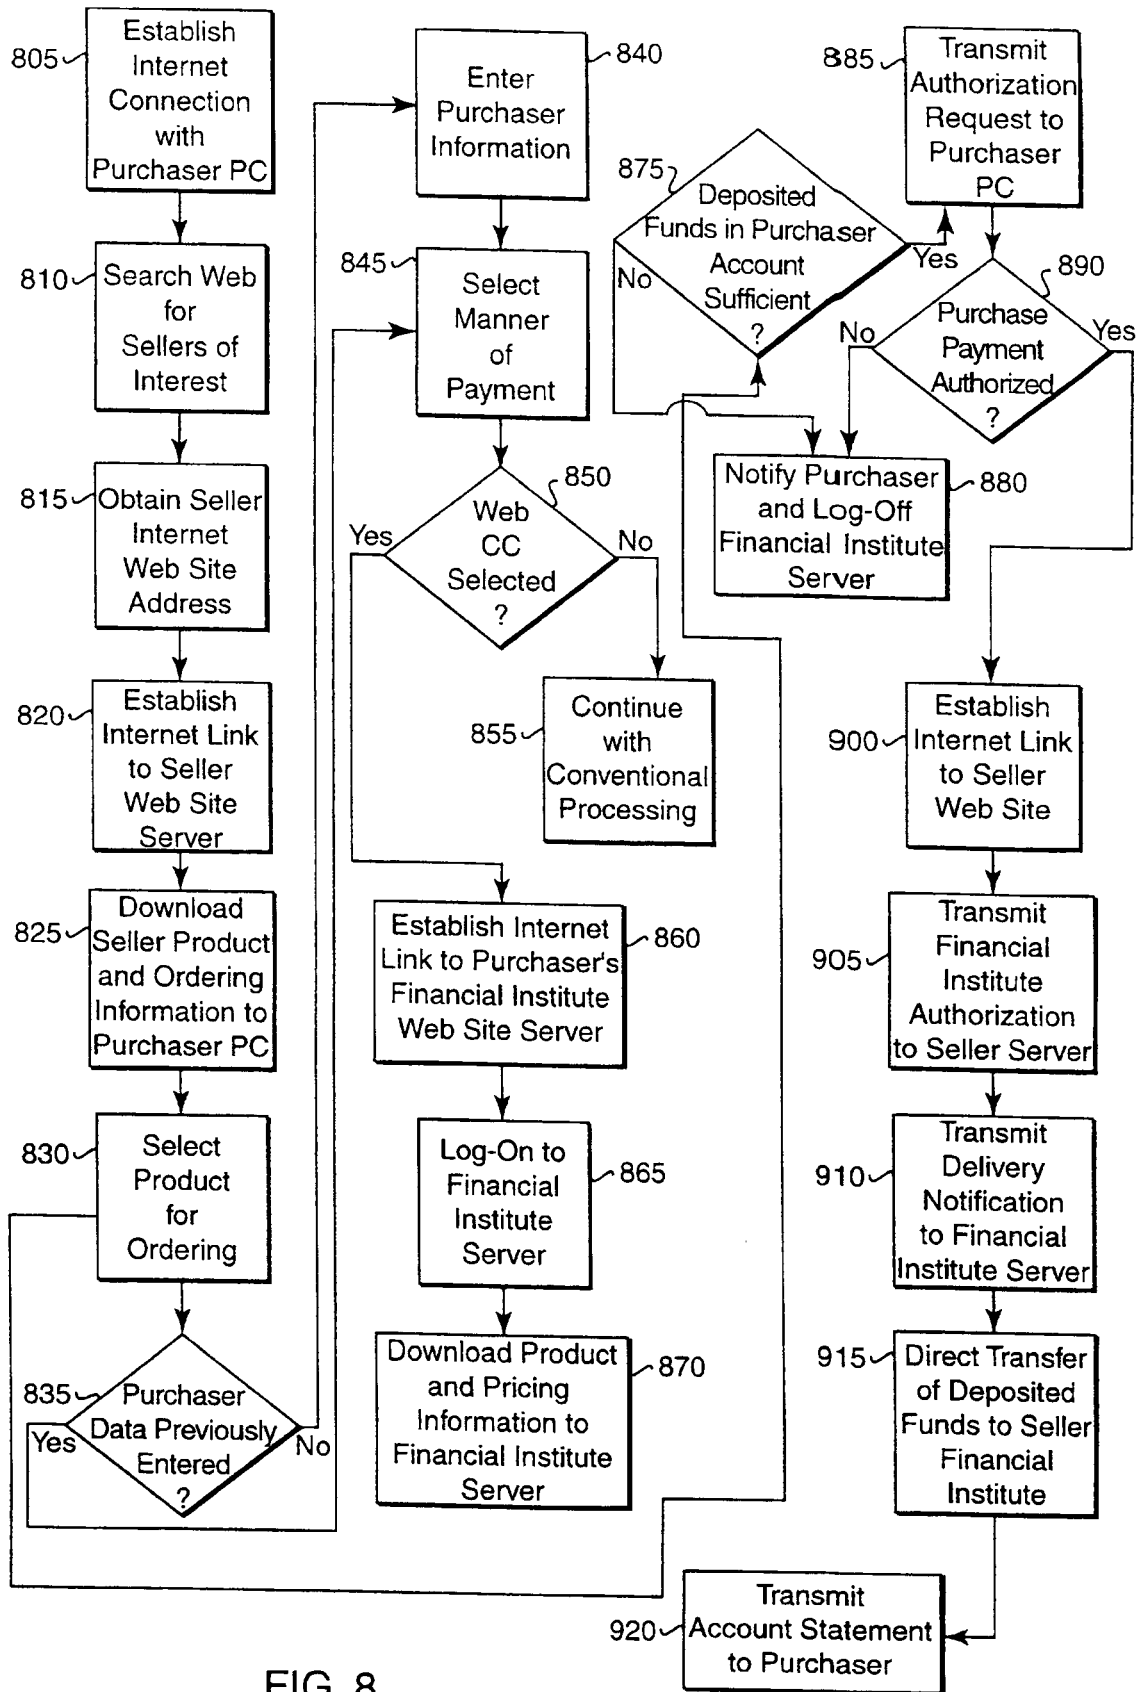 805
Establish
Internet
Connection
with
Purchaser PC
810
Search Web
for
Sellers of
Interest
815
Obtain Seller
Internet
Web Site
Address
820
Establish
Internet Link
to Seller
Web Site
Server
825
Download
Seller Product
and Ordering
Information to
Purchaser PC
830
Select
Product
for
Ordering
835
Purchaser
Data Previously
Entered
?
Yes
No
840
Enter
Purchaser
Information
845
Select
Manner
of
Payment
850
Web
CC
Selected
?
Yes
No
855
Continue
with
Conventional
Processing
860
Establish Internet
Link to Purchaser's
Financial Institute
Web Site Server
865
Log-On to
Financial
Institute
Server
870
Download Product
and Pricing
Information to
Financial Institute
Server
875
Deposited
Funds in Purchaser
Account
Sufficient
?
No
Yes
880
Notify Purchaser
and Log-Off
Financial Institute
Server
885
Transmit
Authorization
Request to
Purchaser
PC
890
Purchase
Payment
Authorized
?
No
Yes
900
Establish
Internet Link
to Seller
Web Site
905
Transmit
Financial
Institute
Authorization
to Seller Server
910
Transmit
Delivery
Notification
to Financial
Institute Server
915
Direct Transfer
of Deposited
Funds to Seller
Financial
Institute
920
Transmit
Account Statement
to Purchaser
FIG. 8